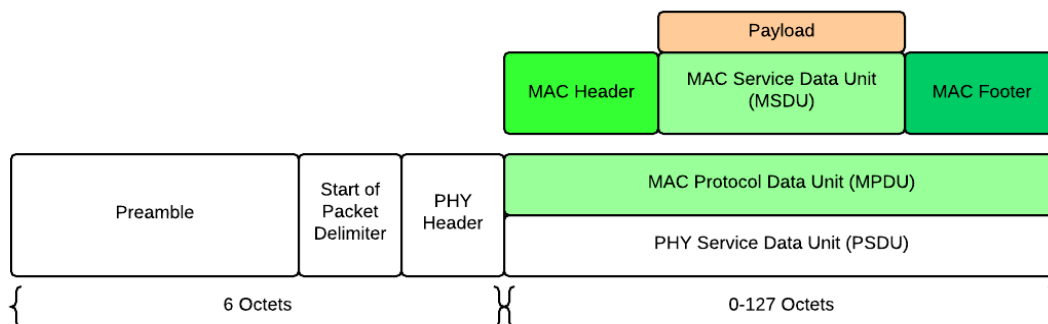 Payload
MAC Header
MAC Service Data Unit
(MSDU)
MAC Footer
Preamble
Start of
Packet
Delimiter
PHY
Header
MAC Protocol Data Unit (MPDU)
PHY Service Data Unit (PSDU)
6 Octets
0-127 Octets